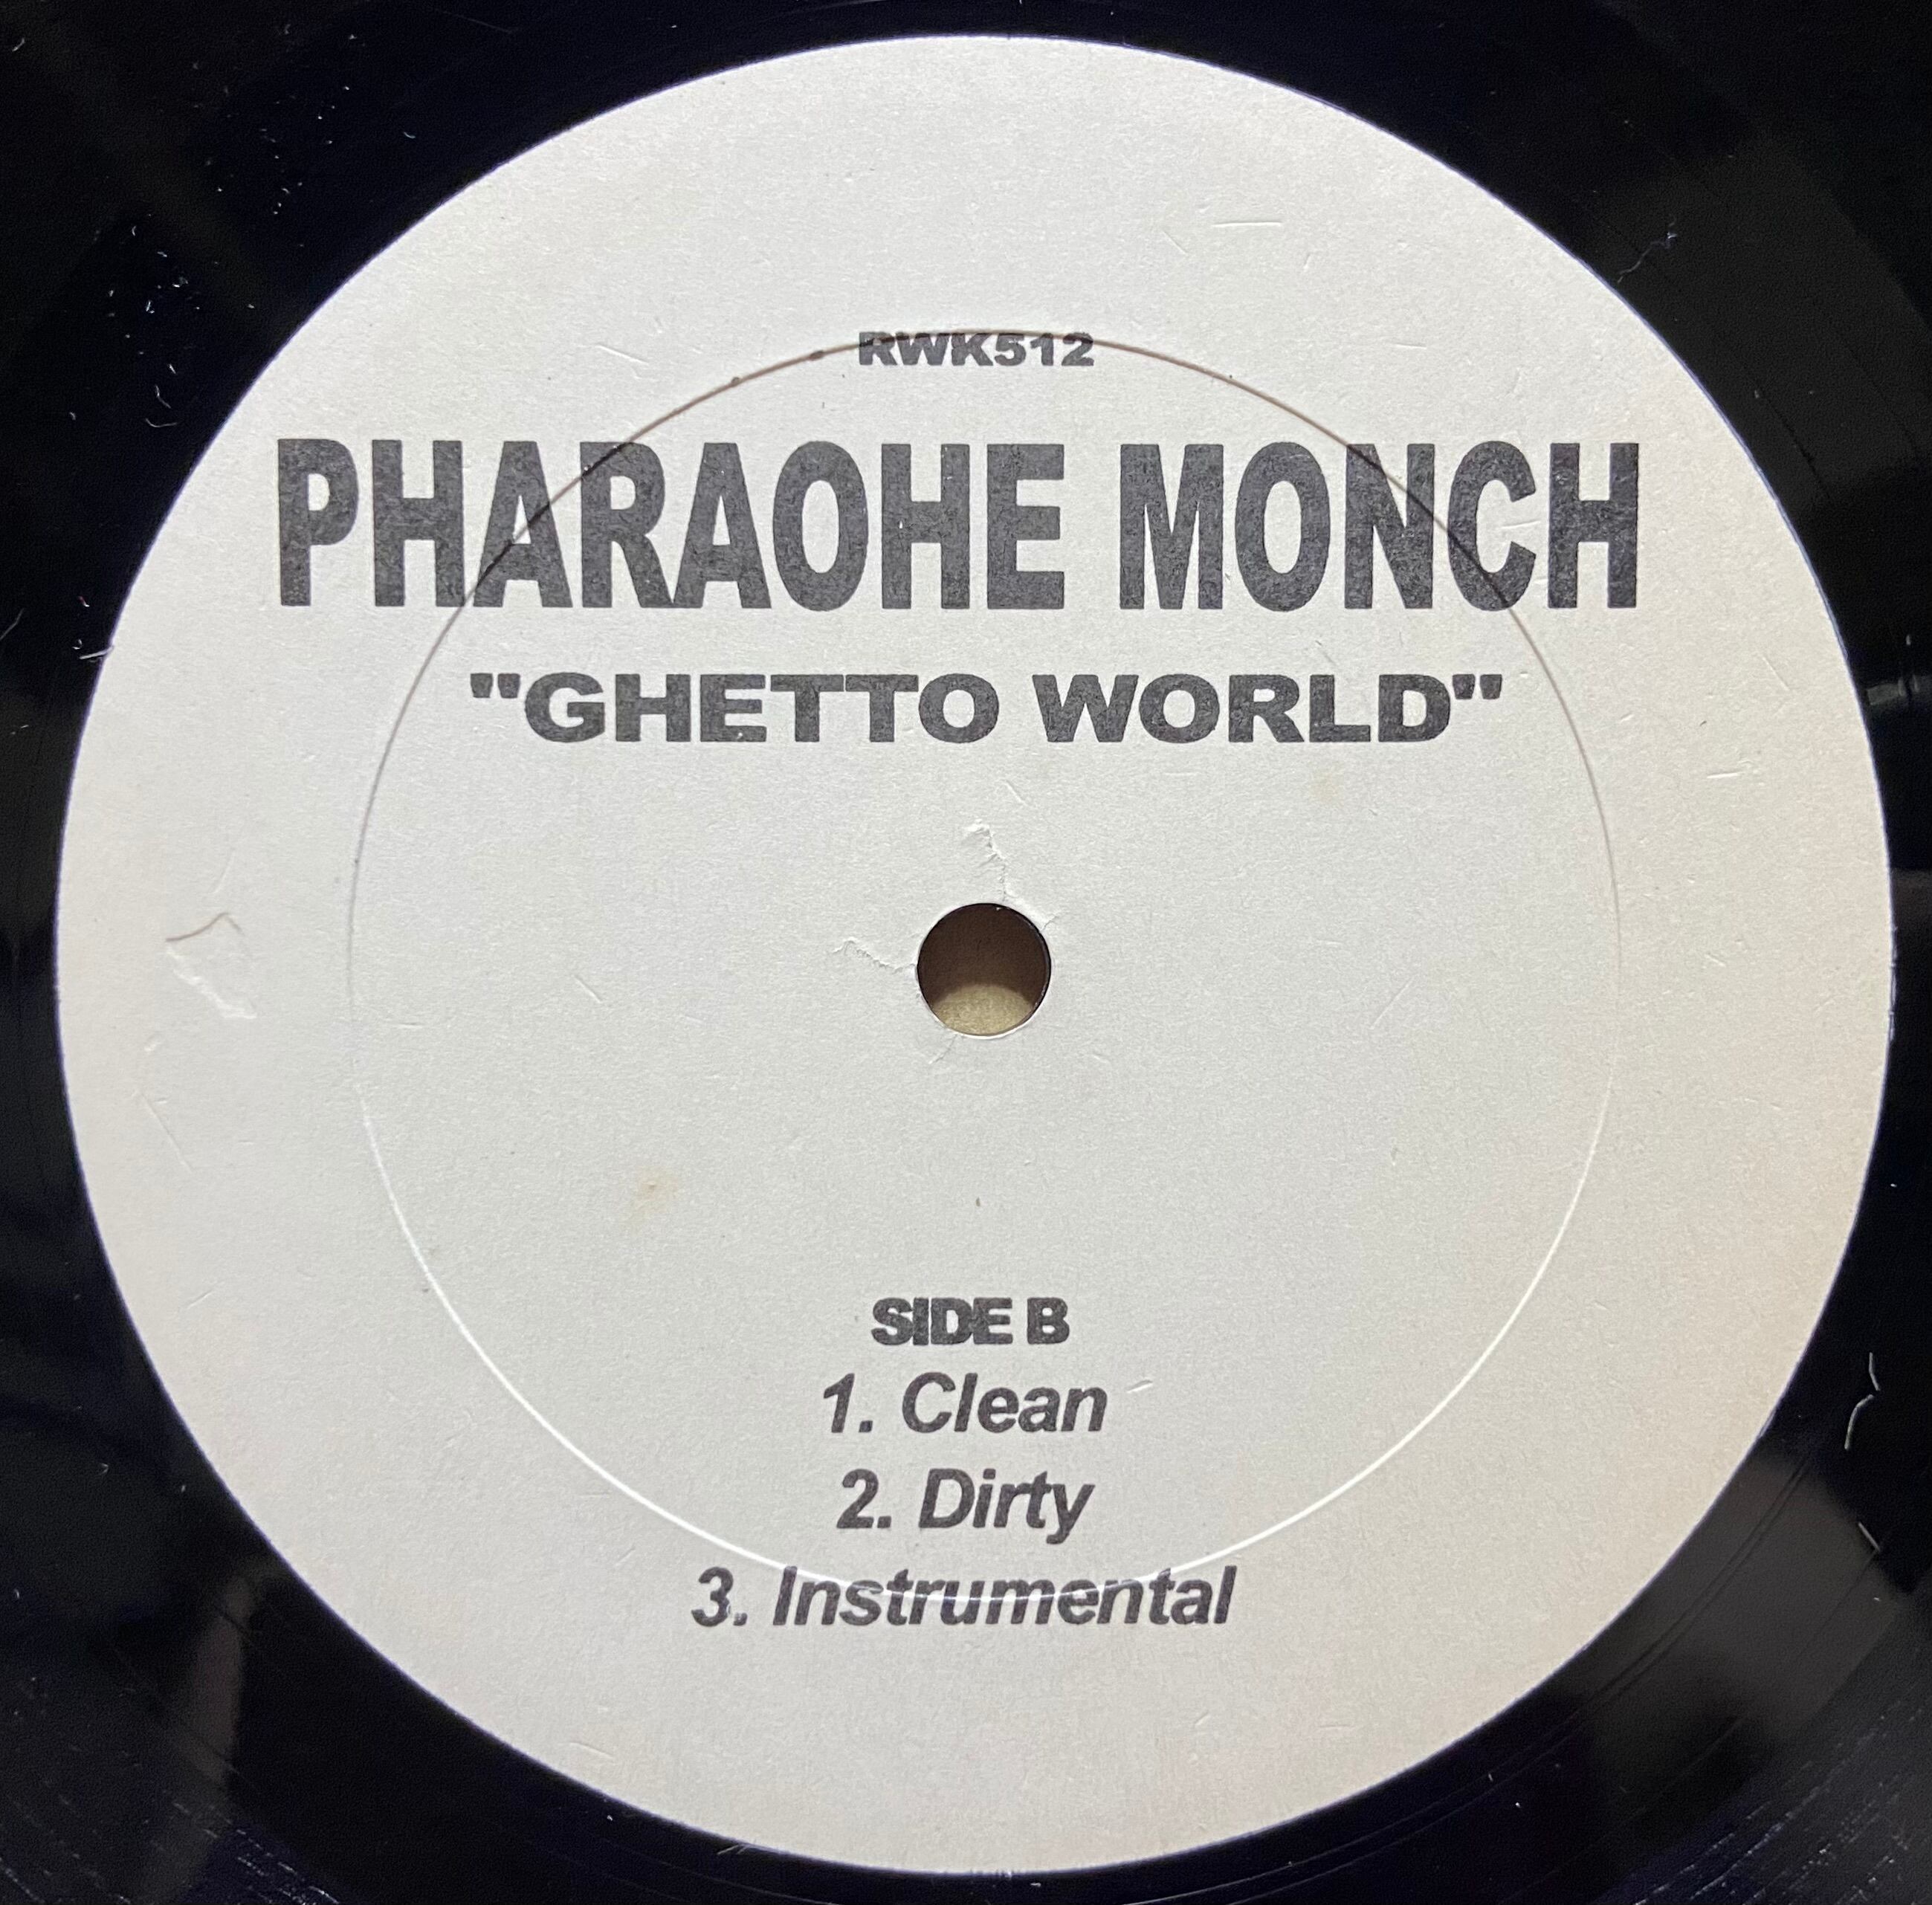 RWK512
PHARAOHE MONCH
"GHETTO WORLD"
SIDE B
1. Clean
2. Dirty
3. Instrumental